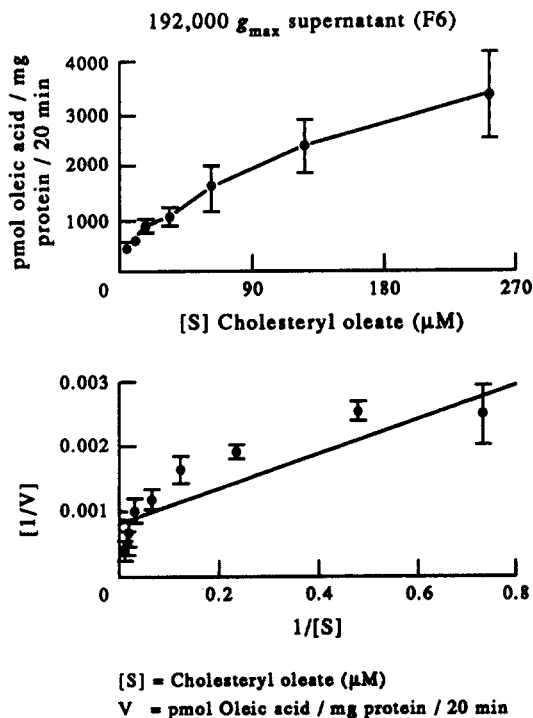 192,000 gmax supernatant (F6)
pmol oleic acid / mg
protein / 20 min
4000
3000
2000
1000
0
90
180
270
[S] Cholesteryl oleate (μM)
[1/V]
0.003
0.002
0.001
0
0.2
0.4
0.6
0.8
1/[S]
[S] = Cholesteryl oleate (μM)
V = pmol Oleic acid / mg protein / 20 min